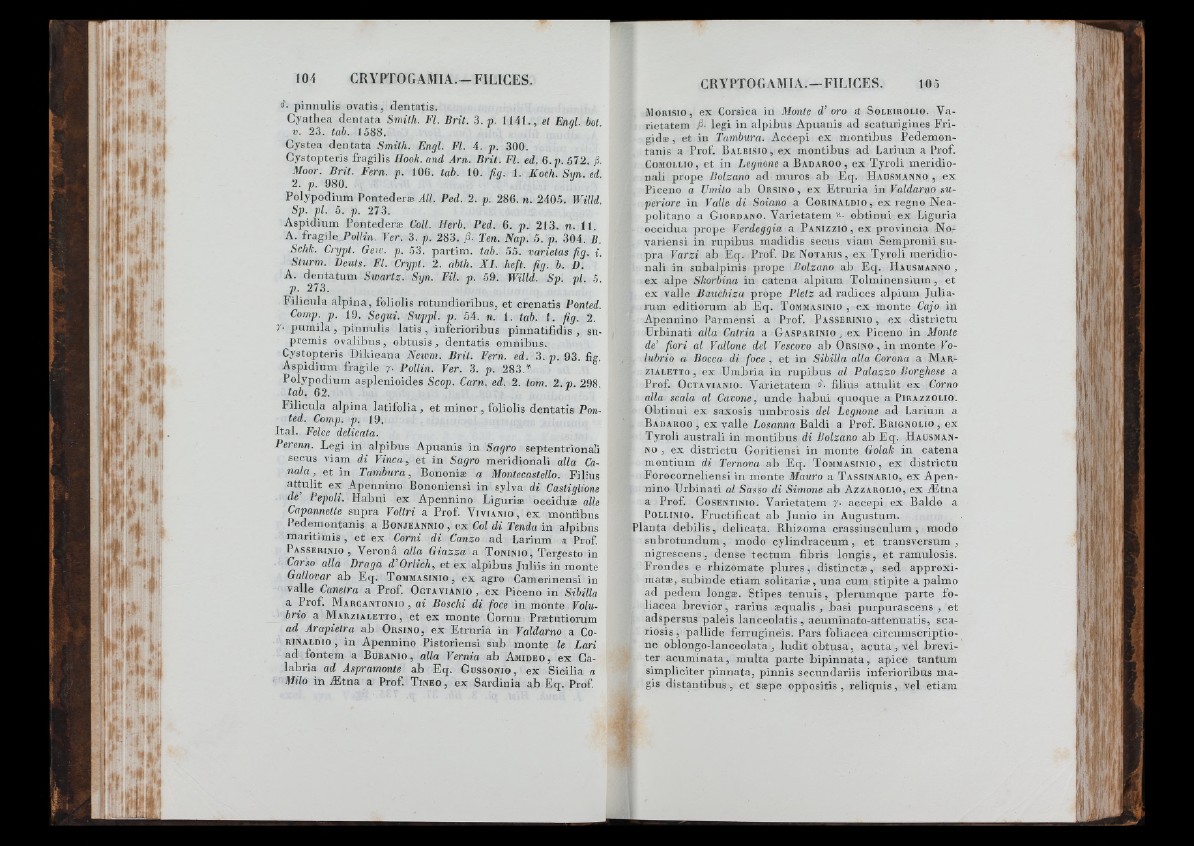 104 CRYPTOGAMIA.—FILICES.
δ. pinnulis ovatis, dentatis.
Cyathea dentata Smith. Fl. Brit. 3. p. 1141., et Engl. bot.
v. 23. tab. 1588.
Cystea dentata Smith. Engl. Fl. 4. p. 300.
Cystopteris fragilis Hook. and Arn. Brit. Fl. ed. 6. p. 572. β.
Moor. Brit. Fern. p. 106. tab. 10. fig. 1. Koch. Syn. ed.
2. p. 980.
Polypodium Pontederæ All. Ped. 2. p. 286. n. 2405. Willd.
Sp. pl. 5. p. 273.
Aspidium Pontederæ Coll. Herb. Ped. 6. p. 213. n. 11.
A. fragile Pollin. Ver. 3. p. 283. β. Ten. Nap. 5. p. 304. B.
Schk. Crypt. Gew. p. 53. partim. tab. 55. varietas fig. i.
Sturm. Deuts. Fl. Crypt. 2. abth. XI. heft. fig. b. D.
A. dentatum Swartz. Syn. Fil. p. 59. Willd. Sp. pl. 5.
p. 273.
Filicula alpina, foliolis rotundioribus, et crenatis Ponted.
Comp. p. 19. Segui. Suppl. p. 54. n. 1. tab. 1. fig. 2.
γ. pumila, pinnulis latis, inferioribus pinnatifidis, su-
premis ovalibus, obtusis, dentatis omnibus.
Cystopteris Dikieana Newm. Brit. Fern. ed. 3. p. 93. fig.
Aspidium fragile γ. Pollin. Ver. 3. p. 283.
Polypodium asplenioides Scop. Carn. ed. 2. tom. 2. p. 298.
tab. 62.
Filicula alpina latifolia, et minor, foliolis dentatis Pon-
ted. Comp. p. 19.
Ital. Felce delicata.
Perenn. Legi in alpibus Apuanis in Sagro septentrionali
secus viam di Vinca, et in Sagro meridionali alla Ca-
nala, et in Tambura, Bononiæ a Montecastello. Filius
attulit ex Apennino Bononiensi in sylva di Castiglione
de' Pepoli. Habui ex Apennino Liguriæ occiduæ alle
Capannette supra Voltri a Prof. VIVIANIO, ex montibus
Pedemontanis a BONJEANNIO, ex Col di Tenda in alpibus
maritimis, et ex Corni di Canzo ad Larium a Prof.
PASSERINIO, Veronâ alla Giazza a TONINIO, Tergesto in
Carso alla Draga d'Orlich, et ex alpibus Juliis in monte
Gallovar ab Eq. TOMMASINIO, ex agro Camerinensi in
valle Canetra a Prof. OCTAVIANIO, ex Piceno in Sibilla
a Prof. MARCANTONIO, ai Boschi di foce in monte Volu-
brio a MARZIALETTO, et ex monte Cornu Prætutiorum
ad Arapietra ab ORSINO, ex Etruria in Valdarno a CO-
RINALDIO, in Apennino Pistoriensi sub monte le Lari
ad fontem a BUBANIO, alla Vernia ab AMIDEO, ex Ca-
labria ad Aspramonte ab Eq. GUSSONIO, ex Sicilia a
Milo in Ætna a Prof. TINEO, ex Sardinia ab Eq. Prof.
CRYPTOGAMIA.—FILICES. 105
MORISIO, ex Corsica in Monte d'oro a SOLEIROLIO. Va-
rietatem β. legi in alpibus Apuanis ad scaturigines Fri-
gidæ, et in Tambura. Accepi ex montibus Pedemon-
tanis a Prof. BALBISIO, ex montibus ad Larium a Prof.
COMOLLIO, et in Legnone a BADAROO, ex Tyroli meridio-
nali prope Bolzano ad muros ab Eq. HAUSMANNO, ex
Piceno a Umito ab ORSINO, ex Etruria in Valdarno su-
periore in Valle di Soiano a CORINALDIO, ex regno Nea-
politano a GIORDANO. Varietatem obtinui ex Liguria
occidua prope Verdeggia a PANIZZIO, ex provincia No-
variensi in rupibus madidis secus viam Sempronii su-
pra Varzi ab Eq. Prof. DE NOTARIS, ex Tyroli meridio-
nali in subalpinis prope Bolzano ab Eq. HAUSMANNO,
ex alpe Skorbina in catena alpium Tolminensium, et
ex valle Bauchiza prope Pletz ad radices alpium Julia-
rum editiorum ab Eq. TOMMASINIO, ex monte Cajo in
Apennino Parmensi a Prof. PASSERINIO, ex districtu
Urbinati alla Catria a GASPARINIO, ex Piceno in Monte
de' fiori al Vallone del Vescovo ab ORSINO, in monte Vo-
lubrio a Bocca di foce, et in Sibilla alla Corona a MAR-
ZIALETTO, ex Umbria in rupibus al Palazzo Borghese a
Prof. OCTAVIANIO. Varietatem δ. filius attulit ex Corno
alla scala al Cavone, unde habui quoque a PIRAZZOLIO.
Obtinui ex saxosis umbrosis del Legnone ad Larium a
BADAROO, ex valle Losanna Baldi a Prof. BRIGNOLIO, ex
Tyroli australi in montibus di Bolzano ab Eq. HAUSMAN-
NO, ex districtu Goritiensi in monte Golak in catena
montium di Ternova ab Eq. TOMMASINIO, ex districtu
Forocorneliensi in monte Mauro a TASSINARIO, ex Apen-
nino Urbinati al Sasso di Simone ab AZZAROLIO, ex Ætna
a Prof. COSENTINIO. Varietatem γ. accepi ex Baldo a
POLLINIO. Fructificat ab Junio in Augustum.
Planta debilis, delicata. Rhizoma crassiusculum, modo
subrotundum, modo cylindraceum, et transversum,
nigrescens, dense tectum fibris longis, et ramulosis.
Frondes e rhizomate plures, distinctæ, sed approxi-
matæ, subinde etiam solitariæ, una cum stipite a palmo
ad pedem longæ. Stipes tenuis, plerumque parte fo-
liacea brevior, rarius æqualis, basi purpurascens, et
adspersus paleis lanceolatis, acuminato-attenuatis, sca-
riosis, pallide ferrugineis. Pars foliacea circumscriptio-
ne oblongo-lanceolata, ludit obtusa, acuta, vel brevi-
ter acuminata, multa parte bipinnata, apice tantum
simpliciter pinnata, pinnis secundariis inferioribus ma-
gis distantibus, et sæpe oppositis, reliquis, vel etiam